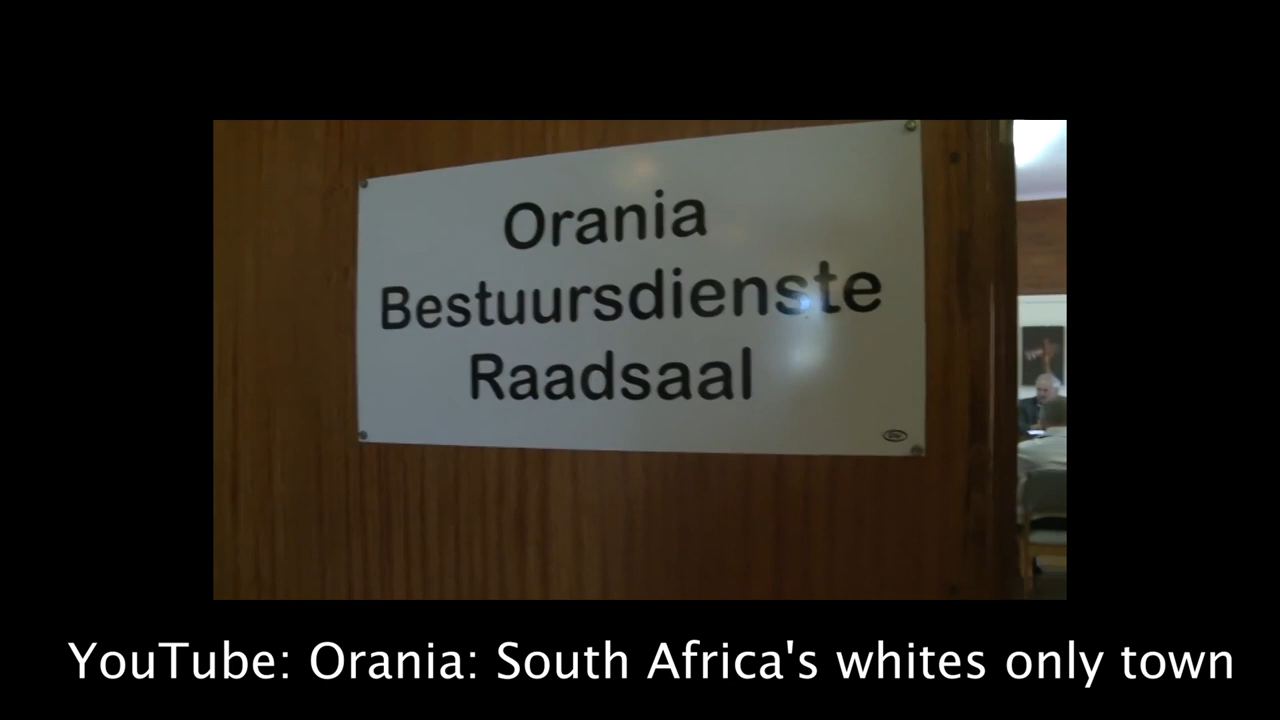 Orania
Bestuursdienste
Raadsaal
YouTube: Orania: South Africa's whites only town